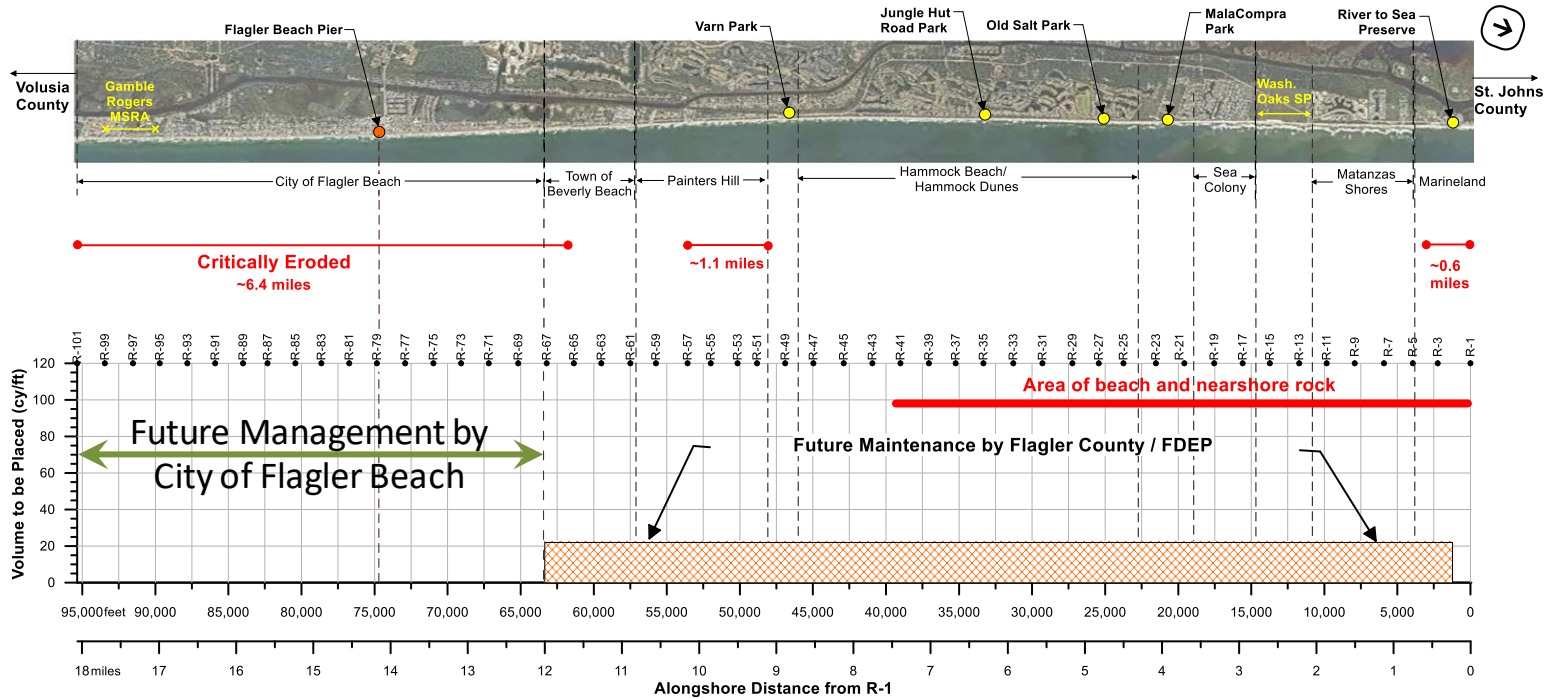 Flagler Beach Pier
Varn Park
Jungle Hut
Road Park
Old Salt Park
MalaCompra
Park
River to Sea
Preserve
Volusia
County
Gamble
Rogers
MSRA
Wash.
Oaks SP
St. Johns
County
City of Flagler Beach
Town of
Beverly Beach
Painters Hill
Hammock Beach/
Hammock Dunes
Sea
Colony
Matanzas
Shores
Marineland
Critically Eroded
~6.4 miles
~1.1 miles
~0.6
miles
R-101 R-99 R-97 R-95 R-93 R-91 R-89 R-87 R-85 R-83 R-81 R-79 R-77 R-75 R-73 R-71 R-69 R-67 R-65 R-63 R-61 R-59 R-57 R-55 R-53 R-51 R-49 R-47 R-45 R-43 R-41 R-39 R-37 R-35 R-33 R-31 R-29 R-27 R-25 R-23 R-21 R-19 R-17 R-15 R-13 R-11 R-9 R-7 R-5 R-3 R-1
Volume to be Placed (cy/ft)
120
100
80
60
40
20
0
Area of beach and nearshore rock
Future Management by
City of Flagler Beach
Future Maintenance by Flagler County / FDEP
95,000feet 90,000 85,000 80,000 75,000 70,000 65,000 60,000 55,000 50,000 45,000 40,000 35,000 30,000 25,000 20,000 15,000 10,000 5,000 0
18miles 17 16 15 14 13 12 11 10 9 8 7 6 5 4 3 2 1 0
Alongshore Distance from R-1